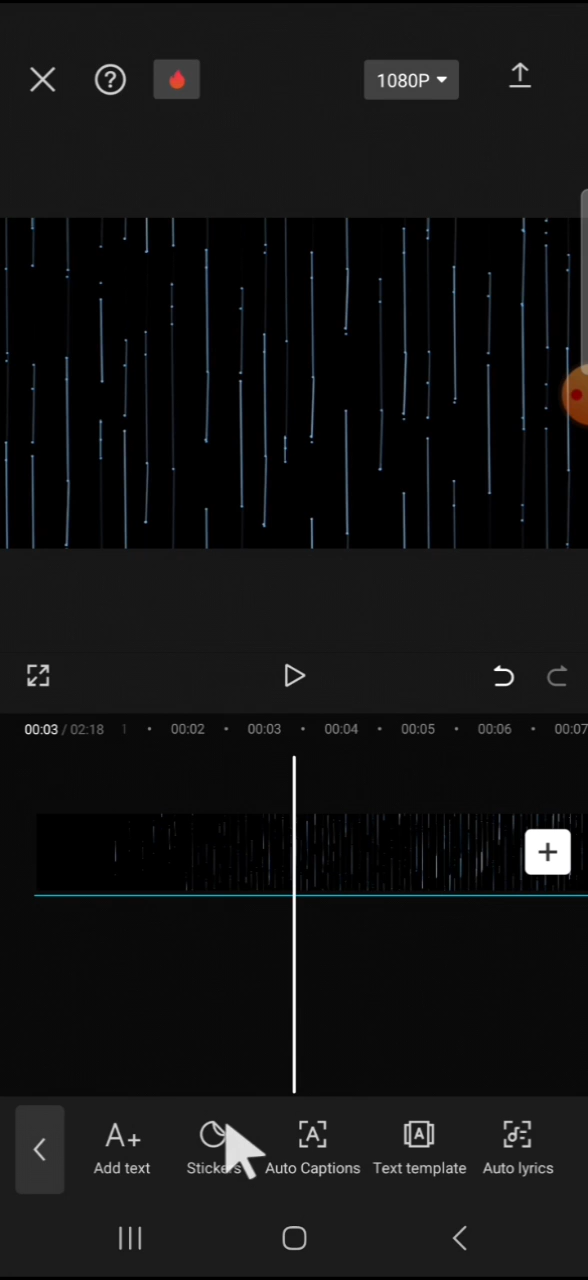 1080P
00:03 / 02:18
00:02
00:03
00:04
00:05
00:06
00:07
Add text
Stickers
Auto Captions
Text template
Auto lyrics